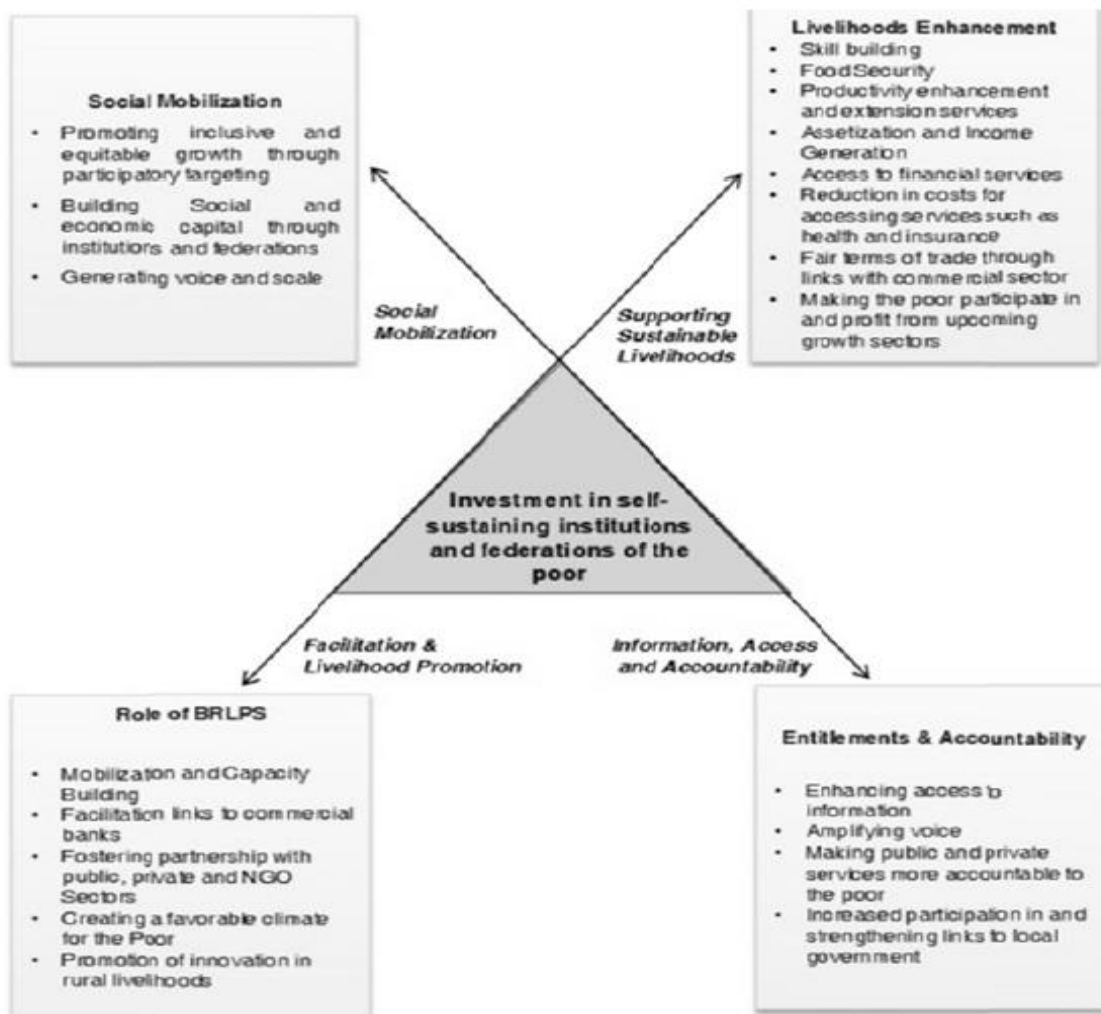 Social Mobilization
• Promoting inclusive and
equitable growth through
participatory targeting
• Building Social and
economic capital through
institutions and federations
• Generating voice and scale
Livelihoods Enhancement
• Skill building
• Food Security
• Productivity enhancement
and extension services
• Assetization and Income
Generation
• Access to financial services
• Reduction in costs for
accessing services such as
health and insurance
• Fair terms of trade through
links with commercial sector
• Making the poor participate in
and profit from upcoming
growth sectors
Social
Mobilization
Supporting
Sustainable
Livelihoods
Investment in self-
sustaining institutions
and federations of the
poor
Facilitation &
Livelihood Promotion
Information, Access
and Accountability
Role of BRLPS
• Mobilization and Capacity
Building
• Facilitation links to commercial
banks
• Fostering partnership with
public, private and NGO
Sectors
• Creating a favorable climate
for the Poor
• Promotion of innovation in
rural livelihoods
Entitlements & Accountability
• Enhancing access to
information
• Amplifying voice
• Making public and private
services more accountable to
the poor
• Increased participation in and
strengthening links to local
government